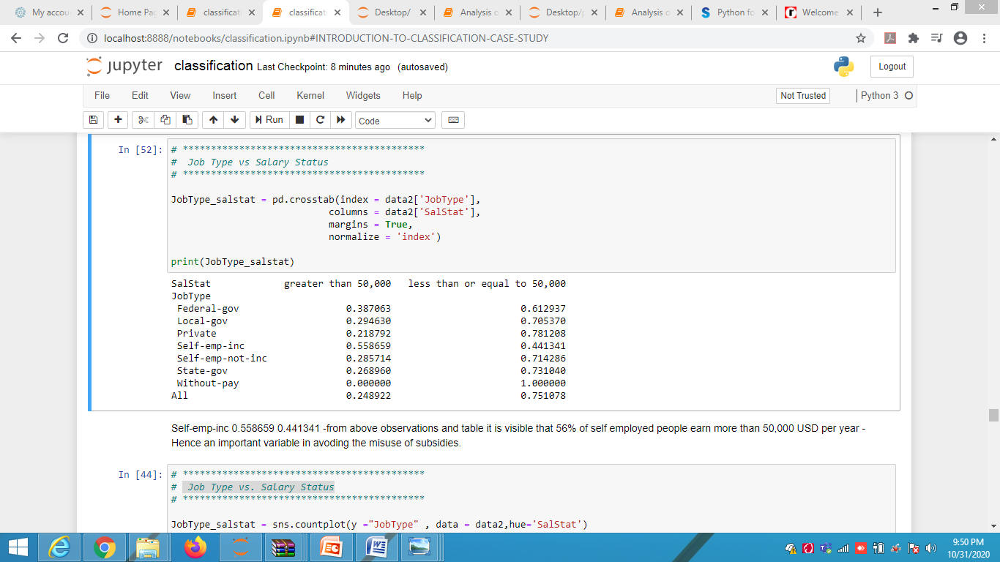 My accou
Home Pa
classificat
classificat
Desktop/
Analysis o
Desktop/p
Analysis o
Python fo
Welcome
localhost:8888/notebooks/classification.ipynb#INTRODUCTION-TO-CLASSIFICATION-CASE-STUDY
jupyter classification Last Checkpoint: 8 minutes ago (autosaved)
Logout
File Edit View Insert Cell Kernel Widgets Help
Not Trusted
Python 3
Run
Code
In [52]: # *******************************************
# Job Type vs Salary Status
# *******************************************
JobType_salstat = pd.crosstab(index = data2['JobType'],
columns = data2['SalStat'],
margins = True,
normalize = 'index')
print(JobType_salstat)
SalStat greater than 50,000 less than or equal to 50,000
JobType
Federal-gov 0.387063 0.612937
Local-gov 0.294630 0.705370
Private 0.218792 0.781208
Self-emp-inc 0.558659 0.441341
Self-emp-not-inc 0.285714 0.714286
State-gov 0.268960 0.731040
Without-pay 0.000000 1.000000
All 0.248922 0.751078
Self-emp-inc 0.558659 0.441341 -from above observations and table it is visible that 56% of self employed people earn more than 50,000 USD per year -
Hence an important variable in avoding the misuse of subsidies.
In [44]: # *******************************************
# Job Type vs. Salary Status
# *******************************************
JobType_salstat = sns.countplot(y ="JobType" , data = data2,hue='SalStat')
9:50 PM
10/31/2020